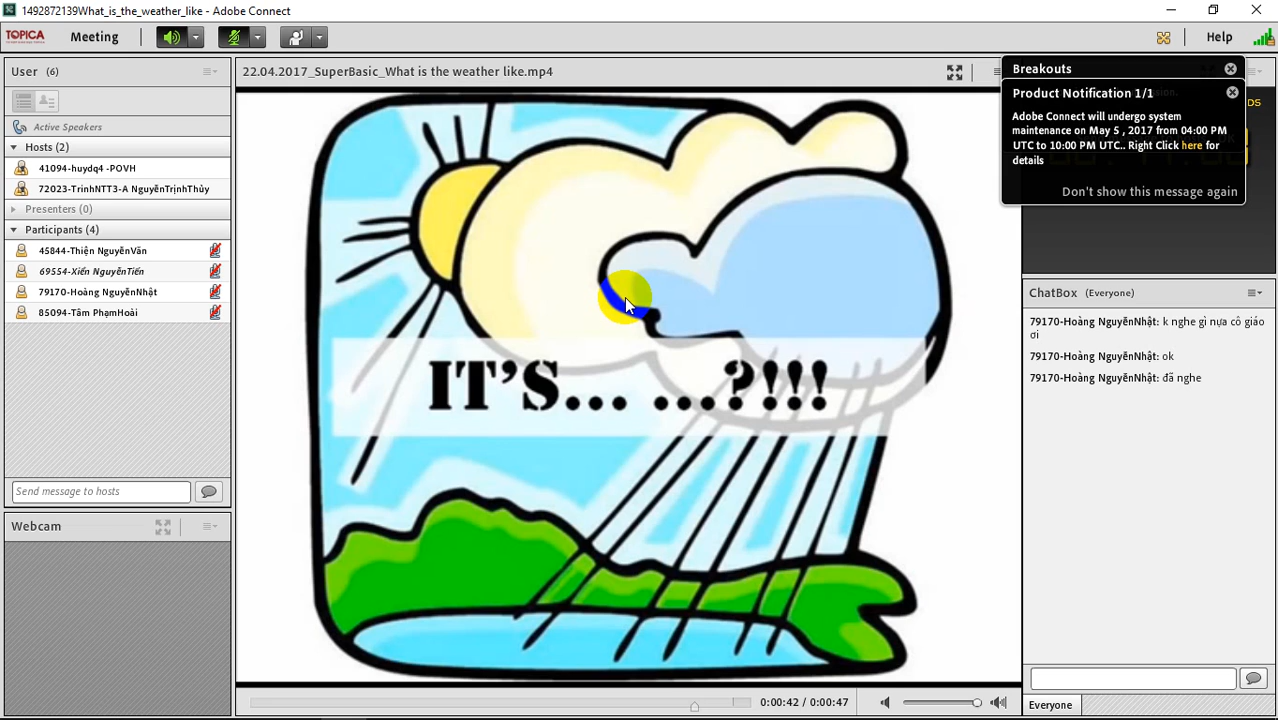 1492872139What_is_the_weather_like - Adobe Connect
TOPICA
Meeting
Help
User (6)
Active Speakers
Hosts (2)
41094-huydq4 -POVH
72023-TrinhNTT3-A NguyễnTrịnhThủy
Presenters (0)
Participants (4)
45844-Thiện NguyễnVăn
69554-Xiển NguyễnTiến
79170-Hoàng NguyễnNhật
85094-Tâm PhạmHoài
Send message to hosts
Webcam
22.04.2017_SuperBasic_What is the weather like.mp4
IT'S... ...?!!!
0:00:42 / 0:00:47
Breakouts
Product Notification 1/1
Adobe Connect will undergo system
maintenance on May 5 , 2017 from 04:00 PM
UTC to 10:00 PM UTC.. Right Click here for
details
Don't show this message again
ChatBox (Everyone)
79170-Hoàng NguyễnNhật: k nghe gì nựa cô giáo
ơi
79170-Hoàng NguyễnNhật: ok
79170-Hoàng NguyễnNhật: đã nghe
Everyone